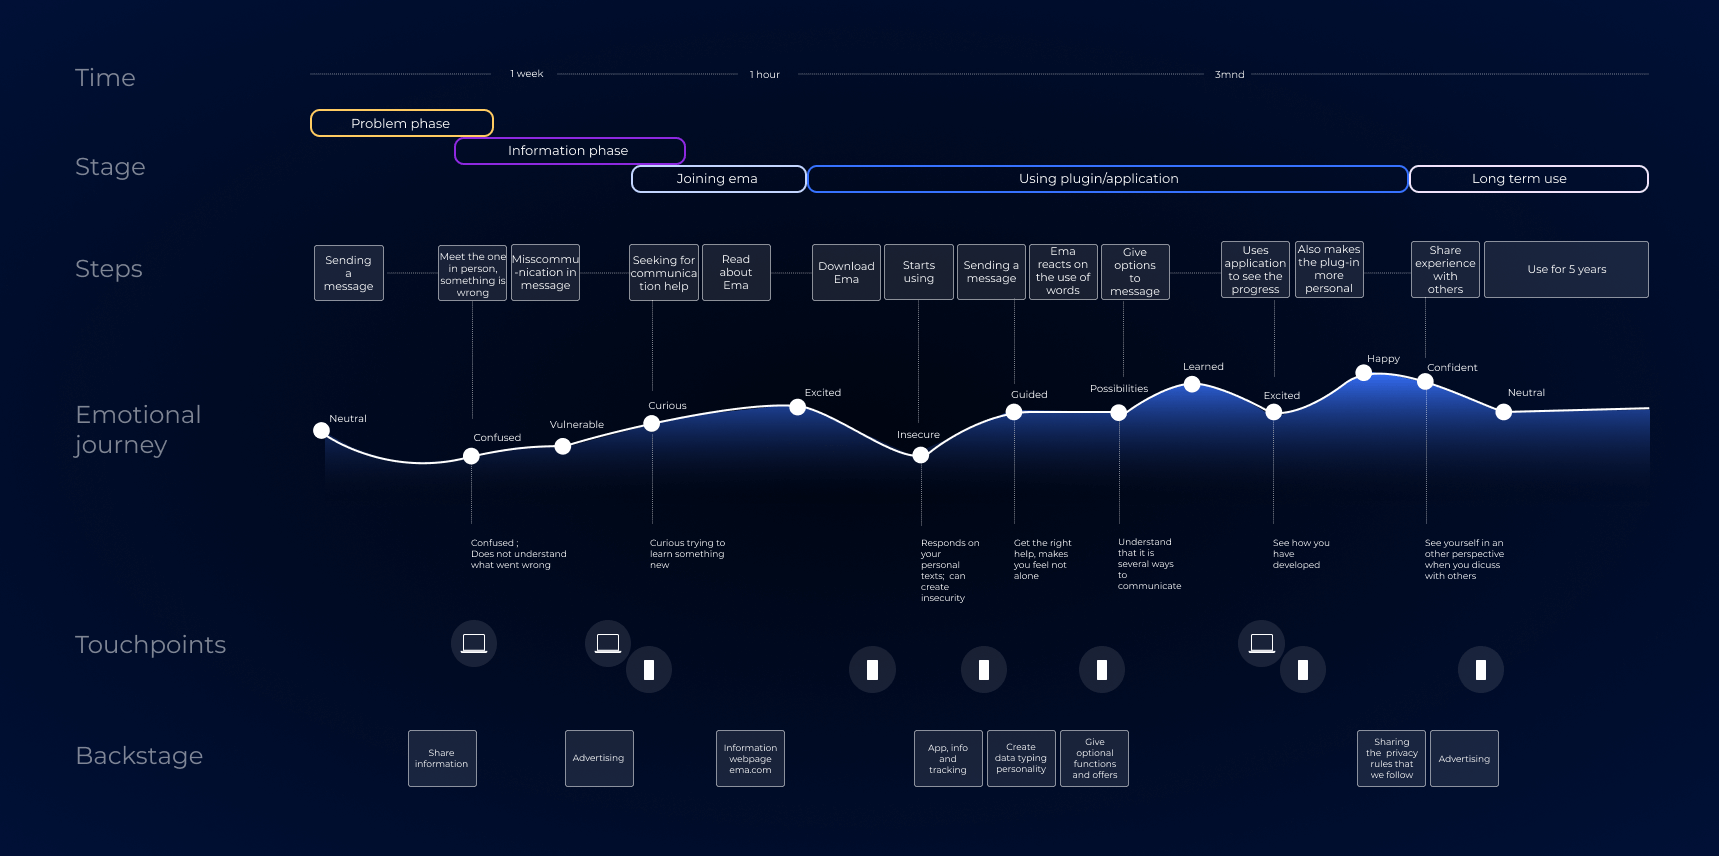 Time
1 week
1 hour
3mnd
Stage
Problem phase
Information phase
Joining ema
Using plugin/application
Long term use
Steps
Sending
a
message
Meet the one
in person,
something is
wrong
Misscommu
-nication in
message
Seeking for
communica
tion help
Read
about
Ema
Download
Ema
Starts
using
Sending a
message
Ema
reacts on
the use of
words
Give
options
to
message
Uses
application
to see the
progress
Also makes
the plug-in
more
personal
Share
experience
with
others
Use for 5 years
Emotional
journey
Neutral
Confused
Vulnerable
Curious
Excited
Insecure
Guided
Possibilities
Learned
Excited
Happy
Confident
Neutral
Confused ;
Does not understand
what went wrong
Curious trying to
learn something
new
Responds on
your
personal
texts; can
create
insecurity
Get the right
help, makes
you feel not
alone
Understand
that it is
several ways
to
communicate
See how you
have
developed
See yourself in an
other perspective
when you dicuss
with others
Touchpoints
Backstage
Share
information
Advertising
Information
webpage
ema.com
App, info
and
tracking
Create
data typing
personality
Give
optional
functions
and offers
Sharing
the privacy
rules that
we follow
Advertising